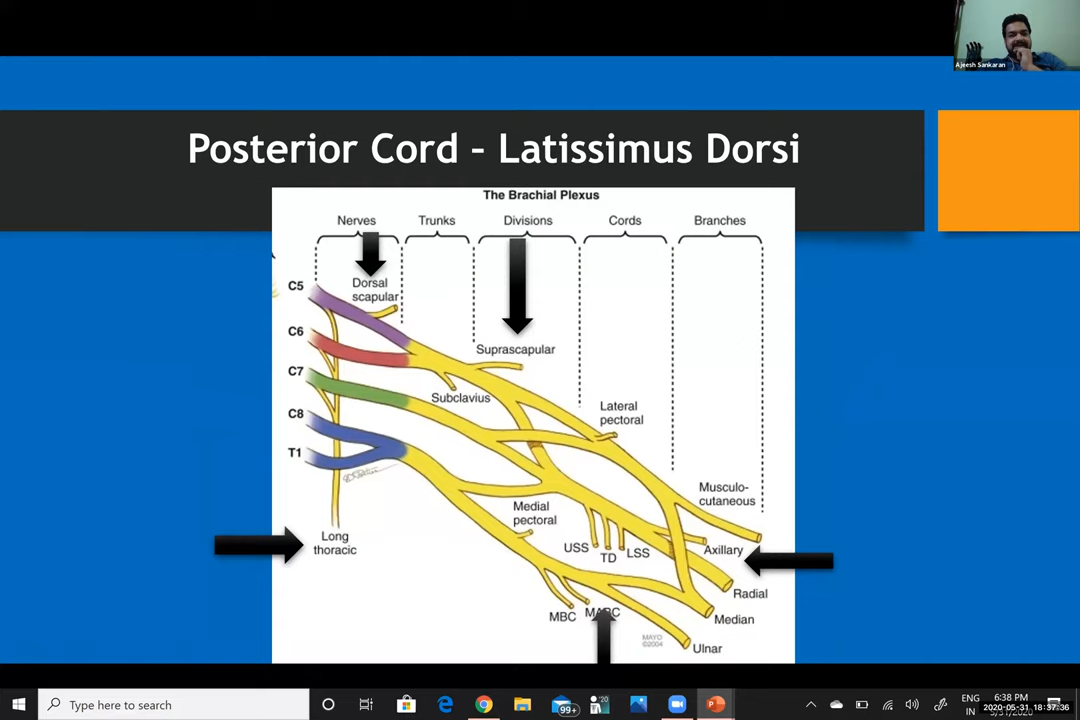 Ajeesh Sankaran
Posterior Cord – Latissimus Dorsi
The Brachial Plexus
Nerves Trunks Divisions Cords Branches
Dorsal
scapular
C5
C6
C7
C8
T1
Suprascapular
Subclavius
Lateral
pectoral
Musculo-
cutaneous
Medial
pectoral
Long
thoracic
USS TD LSS
Axillary
Radial
MBC MABC
Median
Ulnar
MAYO
©2004
Type here to search
99+
'20
ENG
IN
6:38 PM
2020-05-31 18:37:36